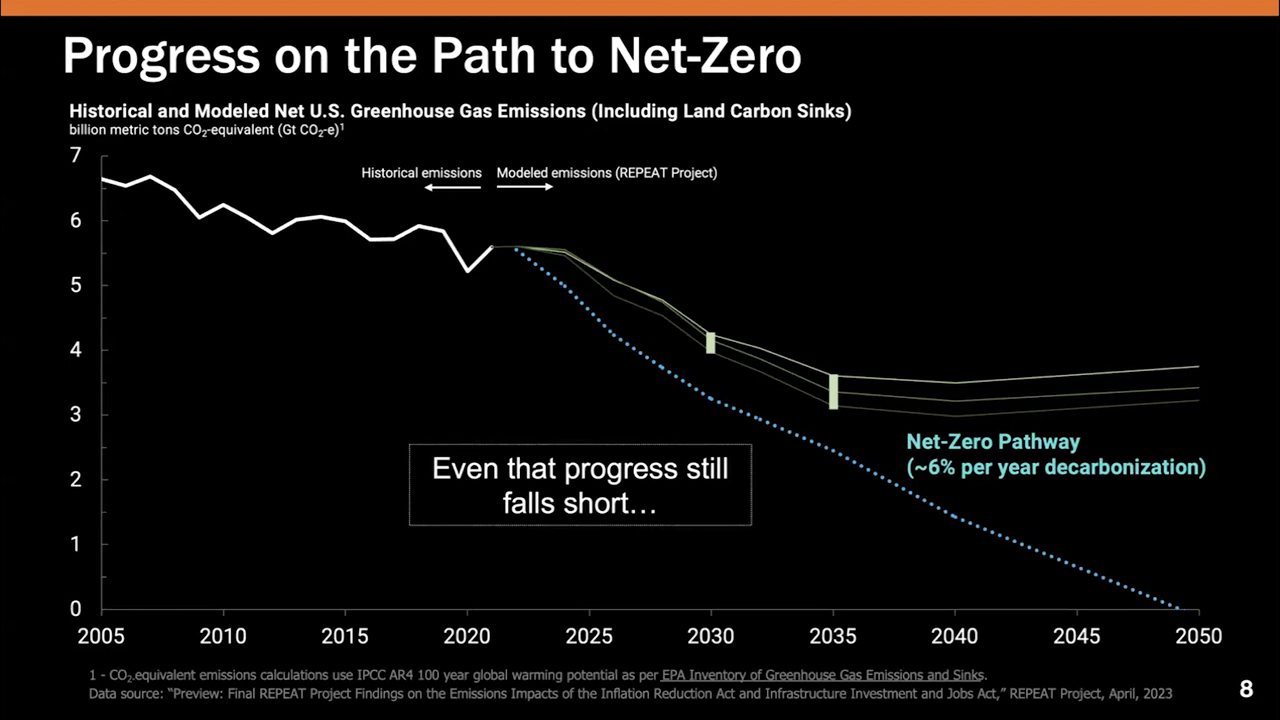 Progress on the Path to Net-Zero
Historical and Modeled Net U.S. Greenhouse Gas Emissions (Including Land Carbon Sinks)
billion metric tons CO₂-equivalent (Gt CO₂-e)¹
Historical emissions
Modeled emissions (REPEAT Project)
7
6
5
4
3
2
1
0
Net-Zero Pathway
(~6% per year decarbonization)
Even that progress still
falls short…
2005 2010 2015 2020 2025 2030 2035 2040 2045 2050
1 - CO₂.equivalent emissions calculations use IPCC AR4 100 year global warming potential as per EPA Inventory of Greenhouse Gas Emissions and Sinks.
Data source: “Preview: Final REPEAT Project Findings on the Emissions Impacts of the Inflation Reduction Act and Infrastructure Investment and Jobs Act,” REPEAT Project, April, 2023
8